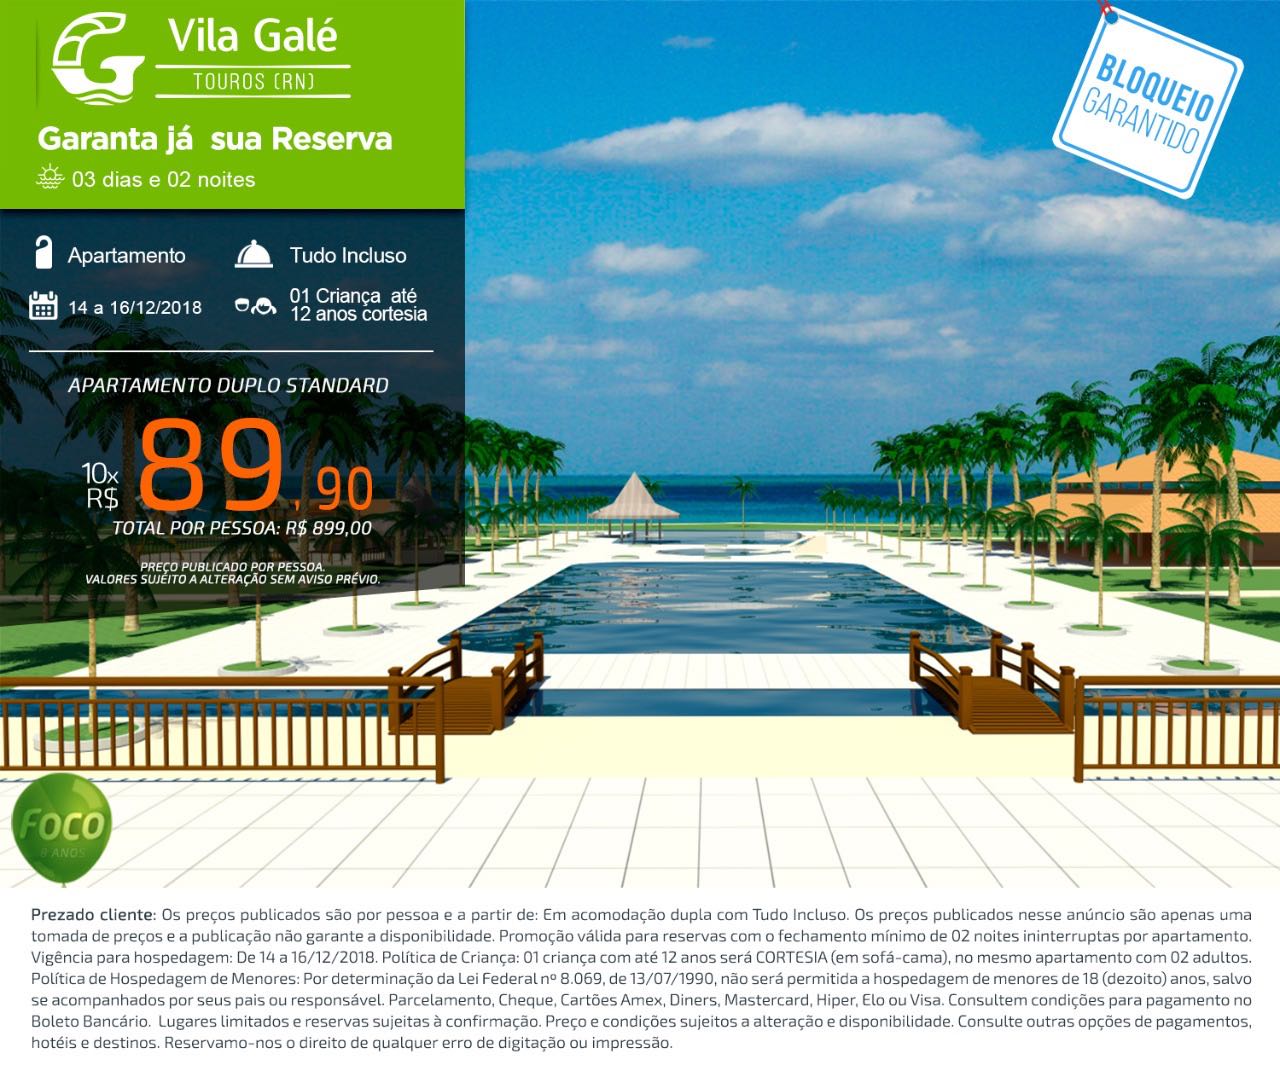 Vila Galé
TOUROS (RN)
Garanta já sua Reserva
03 dias e 02 noites
BLOQUEIO
GARANTIDO
Apartamento
Tudo Incluso
14 a 16/12/2018
01 Criança até
12 anos cortesia
APARTAMENTO DUPLO STANDARD
10x
R$
89,90
TOTAL POR PESSOA: R$ 899,00
PREÇO PUBLICADO POR PESSOA.
VALORES SUJEITO A ALTERAÇÃO SEM AVISO PRÉVIO.
FOCO
8 ANOS
Prezado cliente: Os preços publicados são por pessoa e a partir de: Em acomodação dupla com Tudo Incluso. Os preços publicados nesse anúncio são apenas uma
tomada de preços e a publicação não garante a disponibilidade. Promoção válida para reservas com o fechamento mínimo de 02 noites ininterruptas por apartamento.
Vigência para hospedagem: De 14 a 16/12/2018. Política de Criança: 01 criança com até 12 anos será CORTESIA (em sofá-cama), no mesmo apartamento com 02 adultos.
Política de Hospedagem de Menores: Por determinação da Lei Federal nº 8.069, de 13/07/1990, não será permitida a hospedagem de menores de 18 (dezoito) anos, salvo
se acompanhados por seus pais ou responsável. Parcelamento, Cheque, Cartões Amex, Diners, Mastercard, Hiper, Elo ou Visa. Consultem condições para pagamento no
Boleto Bancário. Lugares limitados e reservas sujeitas à confirmação. Preço e condições sujeitos a alteração e disponibilidade. Consulte outras opções de pagamentos,
hotéis e destinos. Reservamo-nos o direito de qualquer erro de digitação ou impressão.